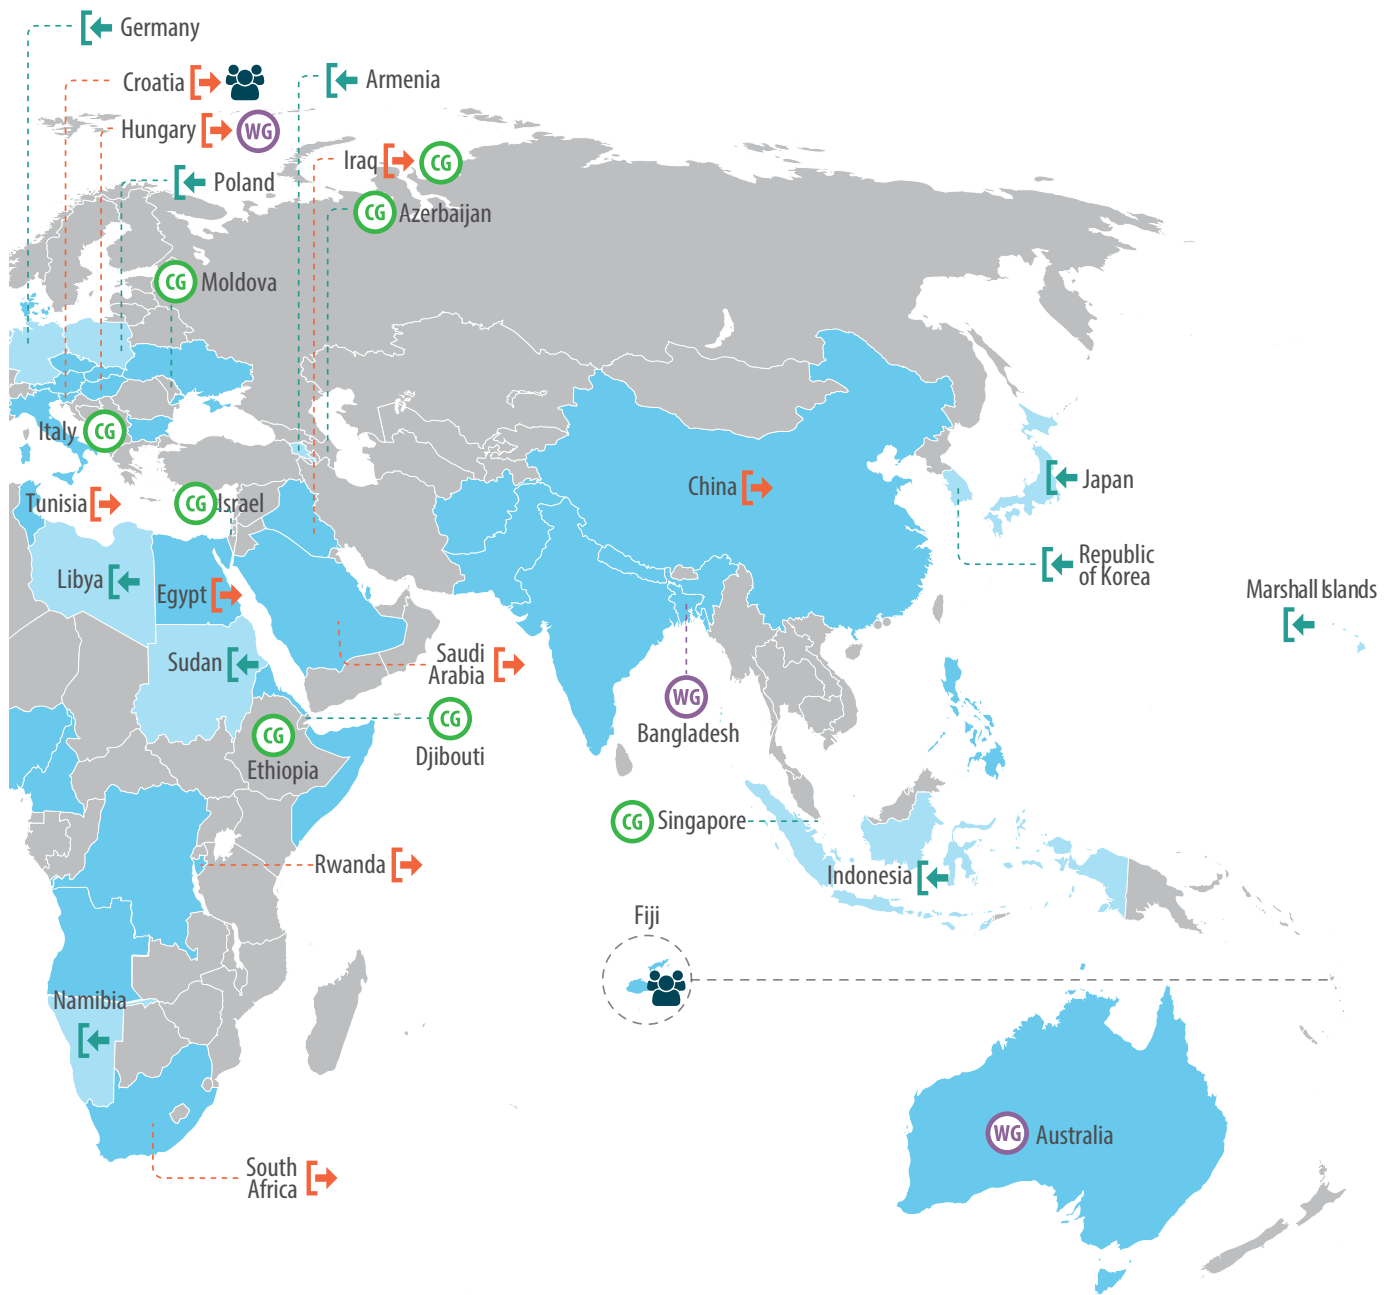 Germany
Croatia
Armenia
Hungary WG
Iraq CG
Poland
CG Azerbaijan
CG Moldova
Italy CG
China
Japan
Tunisia
CG Israel
Republic
of Korea
Libya
Egypt
Marshall Islands
Sudan
Saudi
Arabia
WG
Bangladesh
CG
Djibouti
CG
Ethiopia
CG Singapore
Rwanda
Indonesia
Fiji
Namibia
WG Australia
South
Africa